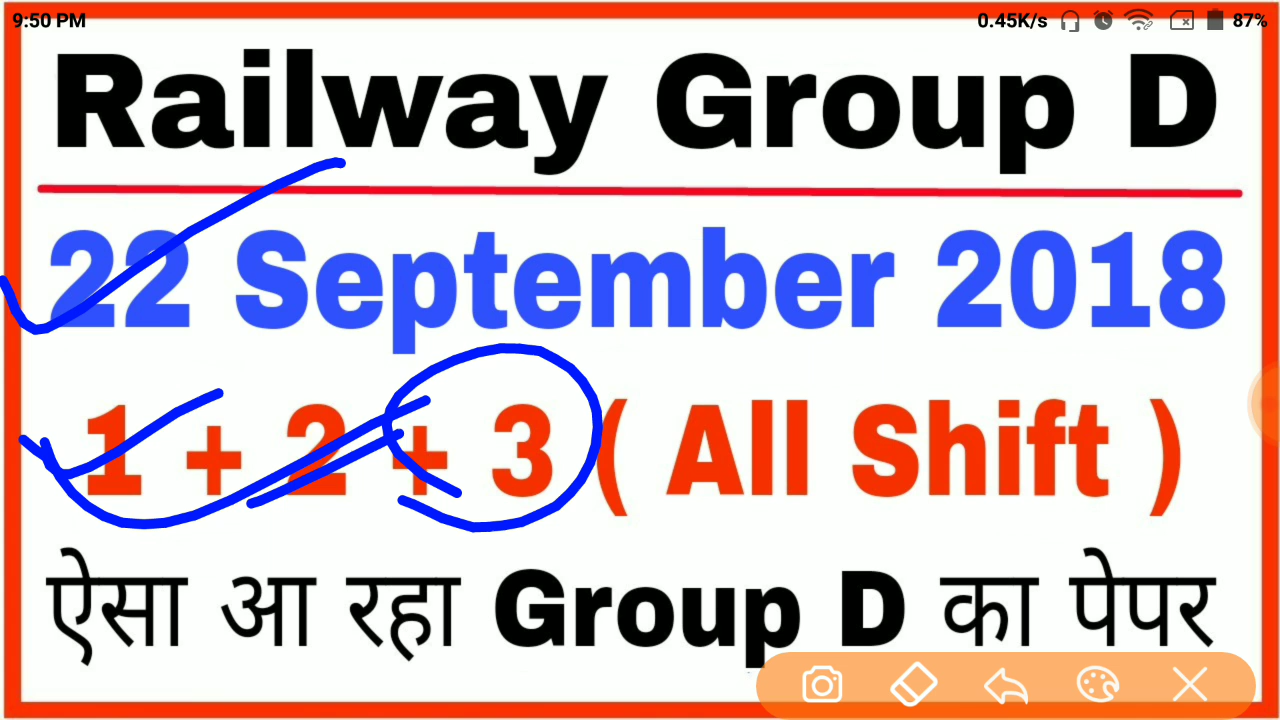 9:50 PM 0.45K/s 87%
Railway Group D
22 September 2018
1 + 2 + 3 ( All Shift )
ऐसा आ रहा Group D का पेपर